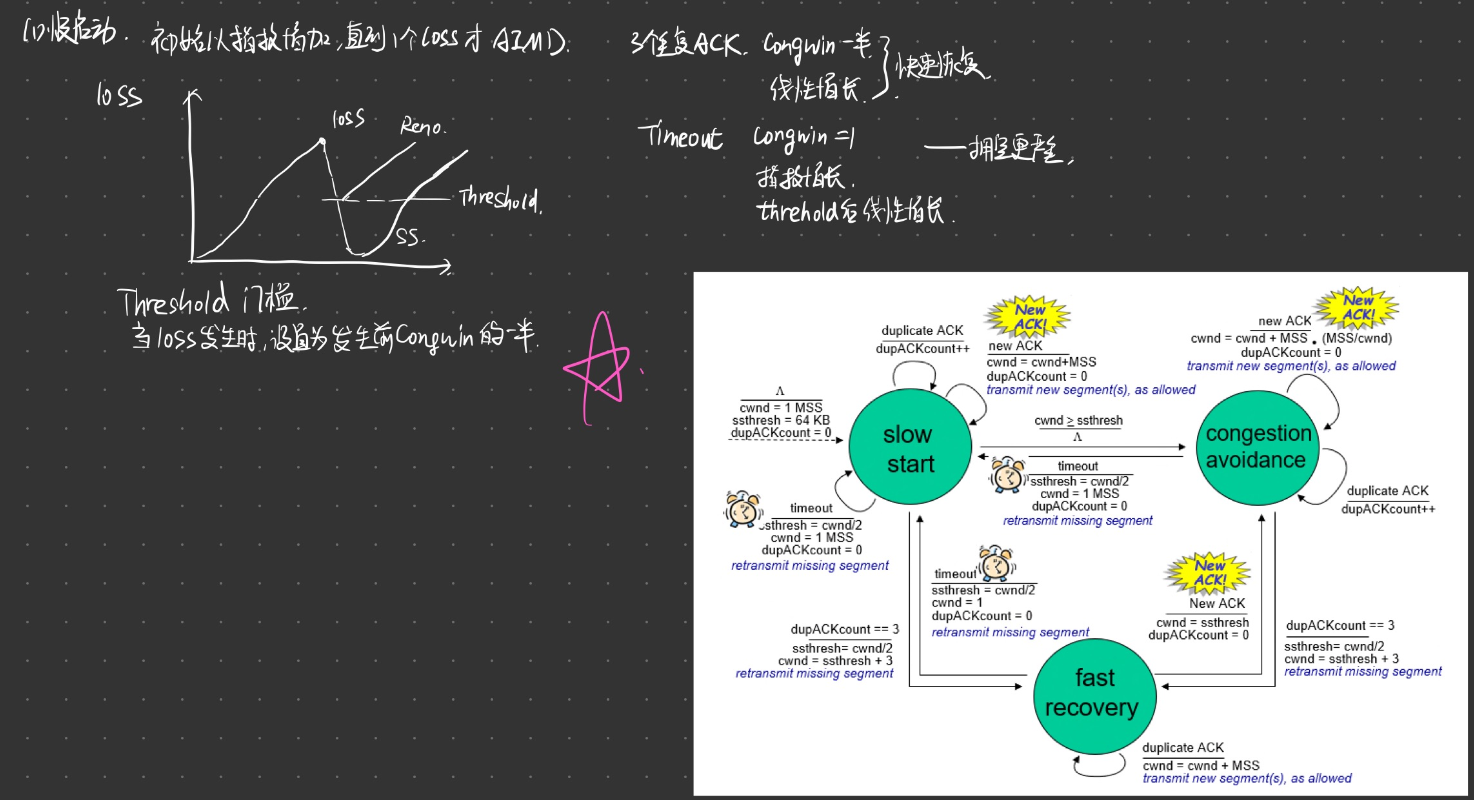 (1)慢启动. 初始以指数增加,直到1个loss才AIMD.
loss
loss
Reno.
Threshold.
SS.
Threshold 门槛.
当loss发生时,设置为发生前Congwin的一半.
3个重复ACK. Congwin一半.
线性增长.
快速恢复.
Timeout Congwin=1
——拥塞更严重,
指数增长.
threhold后线性增长.
duplicate ACK
dupACKcount++
New
ACK!
new ACK
cwnd = cwnd+MSS
dupACKcount = 0
transmit new segment(s), as allowed
New
ACK!
new ACK
cwnd = cwnd + MSS • (MSS/cwnd)
dupACKcount = 0
transmit new segment(s), as allowed
Λ
cwnd = 1 MSS
ssthresh = 64 KB
dupACKcount = 0
slow
start
cwnd ≥ ssthresh
Λ
congestion
avoidance
timeout
ssthresh = cwnd/2
cwnd = 1 MSS
dupACKcount = 0
retransmit missing segment
timeout
ssthresh = cwnd/2
cwnd = 1 MSS
dupACKcount = 0
retransmit missing segment
duplicate ACK
dupACKcount++
timeout
ssthresh = cwnd/2
cwnd = 1
dupACKcount = 0
retransmit missing segment
New
ACK!
New ACK
cwnd = ssthresh
dupACKcount = 0
dupACKcount == 3
ssthresh= cwnd/2
cwnd = ssthresh + 3
retransmit missing segment
dupACKcount == 3
ssthresh= cwnd/2
cwnd = ssthresh + 3
retransmit missing segment
fast
recovery
duplicate ACK
cwnd = cwnd + MSS
transmit new segment(s), as allowed